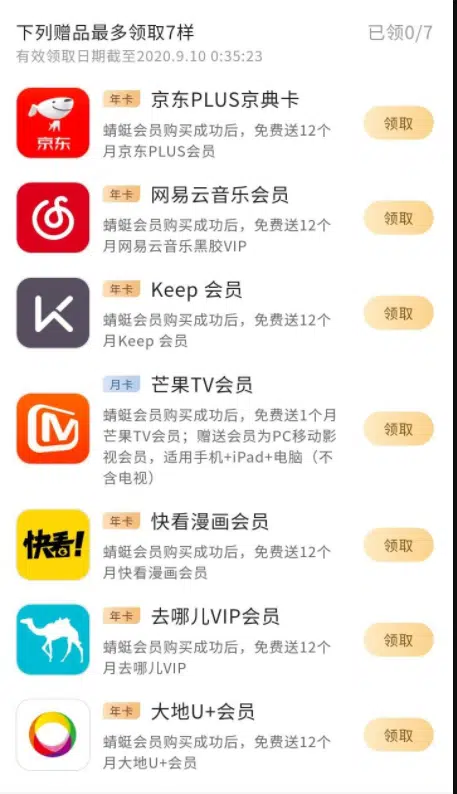 下列赠品最多领取7样
已领0/7
有效领取日期截至2020.9.10 0:35:23
年卡 京东PLUS京典卡
蜻蜓会员购买成功后，免费送12个
月京东PLUS会员
领取
京东
年卡 网易云音乐会员
蜻蜓会员购买成功后，免费送12个
月网易云音乐黑胶VIP
领取
年卡 Keep 会员
蜻蜓会员购买成功后，免费送12个
月Keep 会员
领取
月卡 芒果TV会员
蜻蜓会员购买成功后，免费送1个月
芒果TV会员；赠送会员为PC移动影
视会员，适用手机+iPad+电脑（不
含电视）
领取
年卡 快看漫画会员
蜻蜓会员购买成功后，免费送12个
月快看漫画会员
领取
快看!
年卡 去哪儿VIP会员
蜻蜓会员购买成功后，免费送12个
月去哪儿VIP
领取
年卡 大地U+会员
蜻蜓会员购买成功后，免费送12个
月大地U+会员
领取